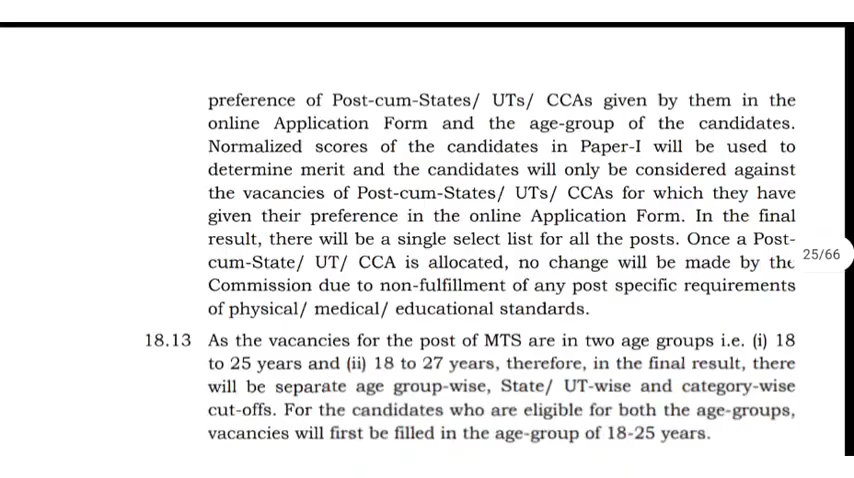 preference of Post-cum-States/ UTs/ CCAs given by them in the
online Application Form and the age-group of the candidates.
Normalized scores of the candidates in Paper-I will be used to
determine merit and the candidates will only be considered against
the vacancies of Post-cum-States/ UTs/ CCAs for which they have
given their preference in the online Application Form. In the final
result, there will be a single select list for all the posts. Once a Post-
cum-State/ UT/ CCA is allocated, no change will be made by the
Commission due to non-fulfillment of any post specific requirements
of physical/ medical/ educational standards.
25/66
18.13 As the vacancies for the post of MTS are in two age groups i.e. (i) 18
to 25 years and (ii) 18 to 27 years, therefore, in the final result, there
will be separate age group-wise, State/ UT-wise and category-wise
cut-offs. For the candidates who are eligible for both the age-groups,
vacancies will first be filled in the age-group of 18-25 years.